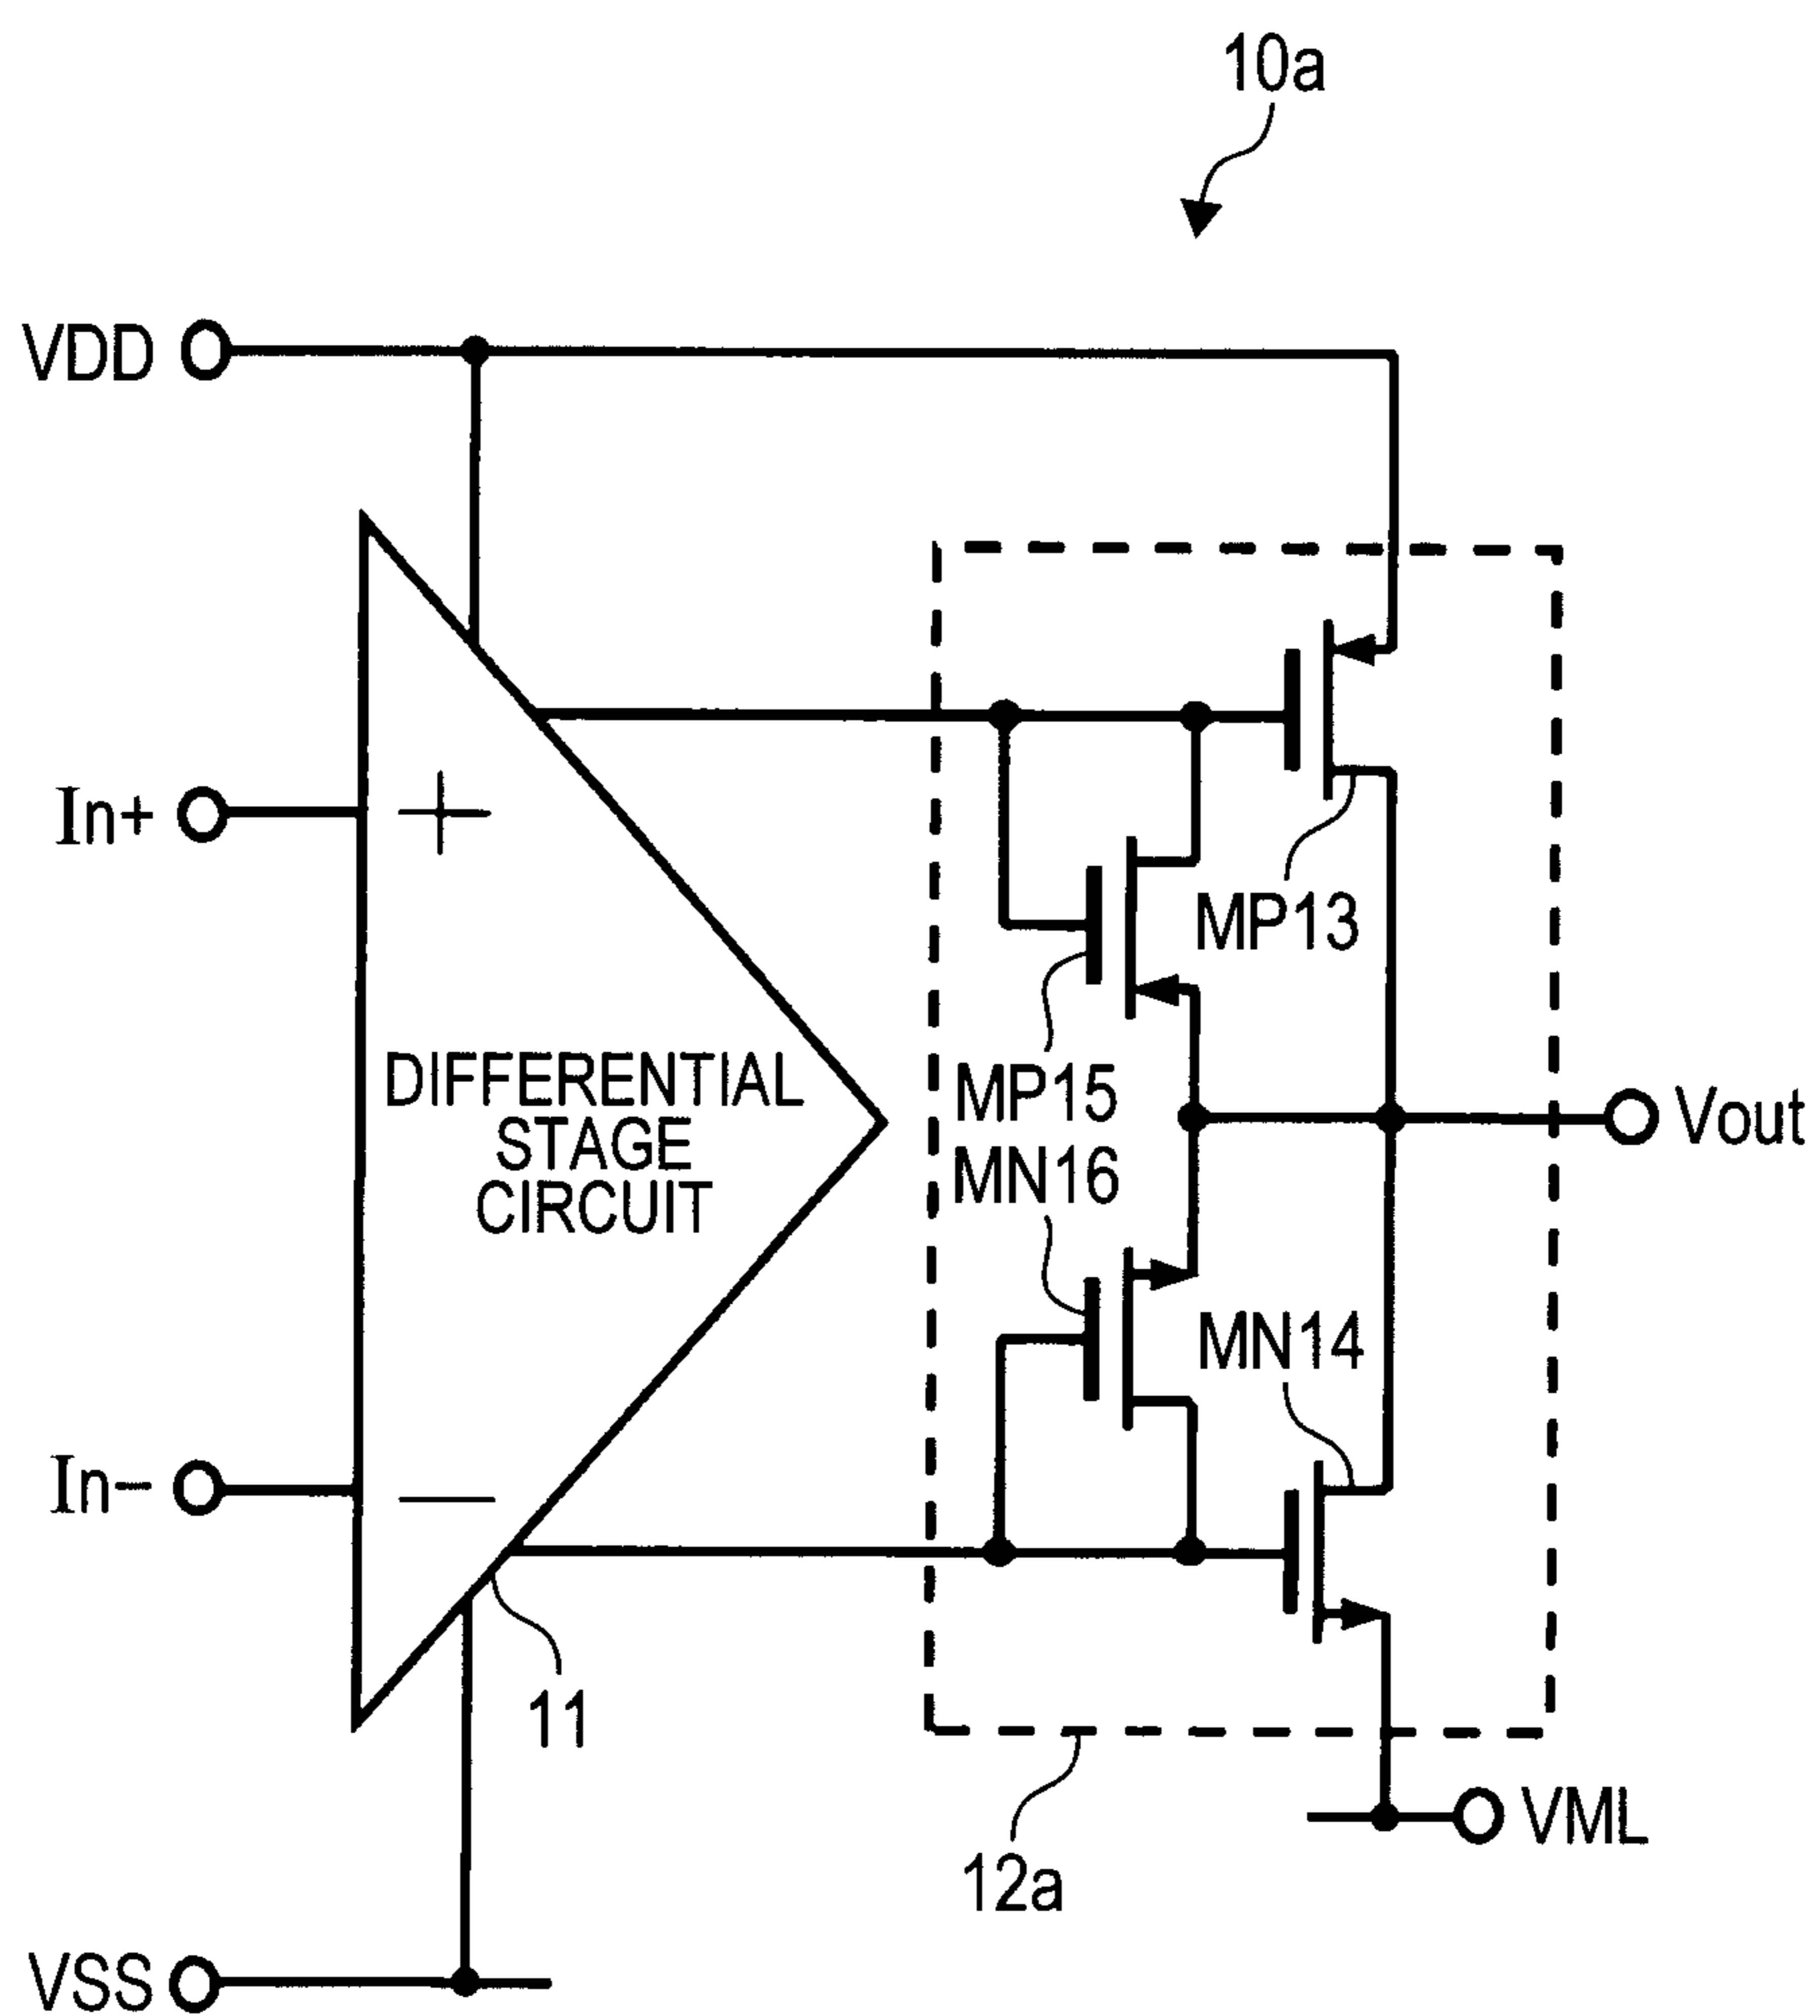 10a
VDD
In+
+
MP13
DIFFERENTIAL
STAGE
CIRCUIT
MP15
MN16
Vout
MN14
In−
−
11
VML
12a
VSS